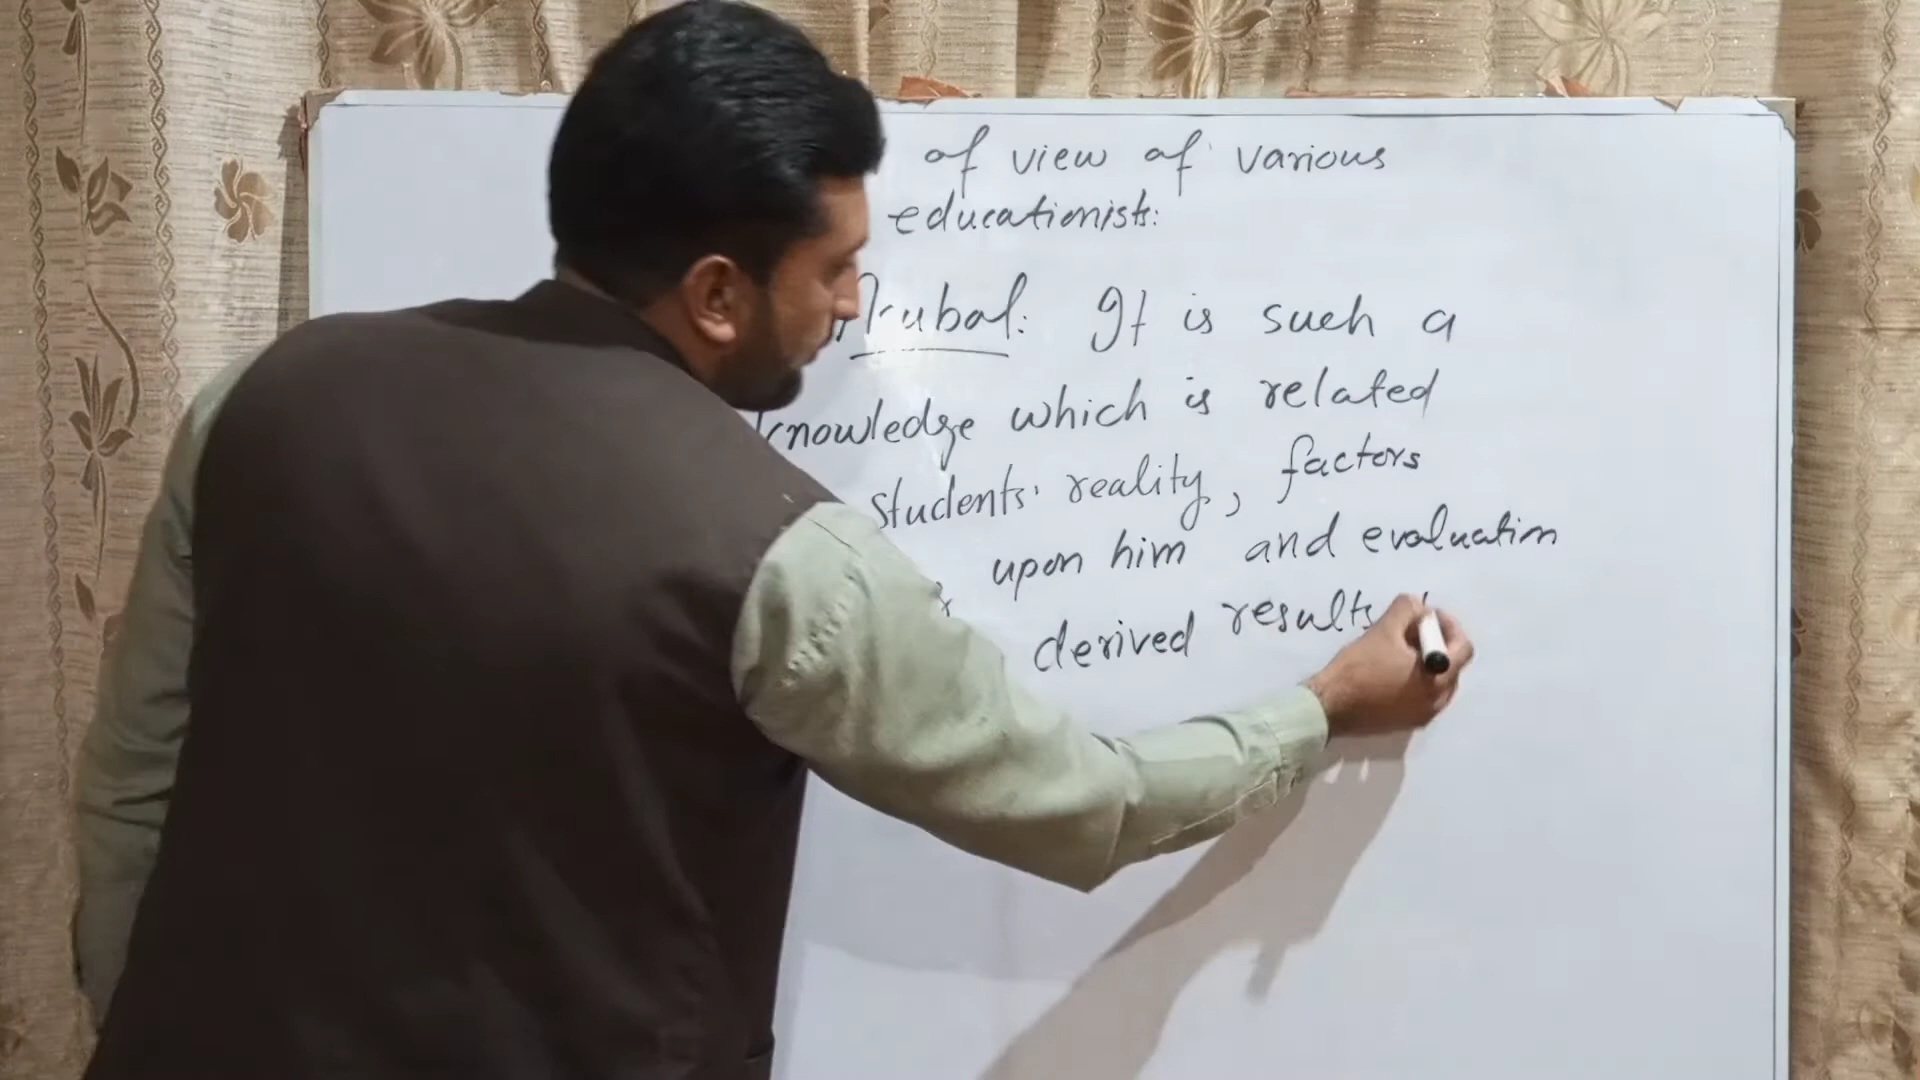 of view of various
educationists:
It is such a
knowledge which is related
students' reality, factors
upon him and evaluation
derived results